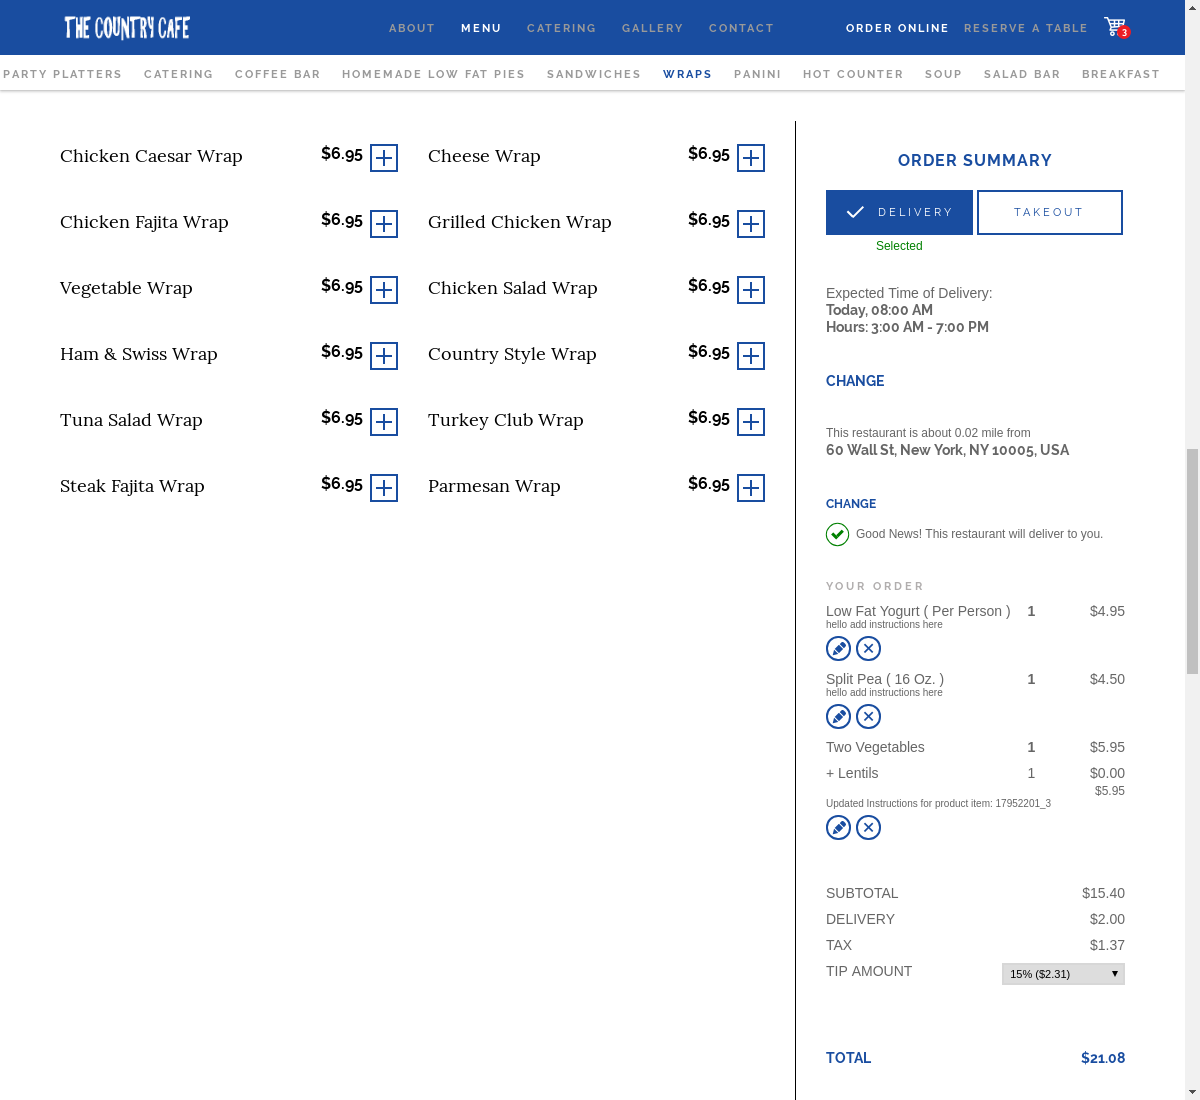 THE COUNTRY CAFE
ABOUT MENU CATERING GALLERY CONTACT ORDER ONLINE RESERVE A TABLE 3
PARTY PLATTERS CATERING COFFEE BAR HOMEMADE LOW FAT PIES SANDWICHES WRAPS PANINI HOT COUNTER SOUP SALAD BAR BREAKFAST
Chicken Caesar Wrap $6.95
Cheese Wrap $6.95
Chicken Fajita Wrap $6.95
Grilled Chicken Wrap $6.95
Vegetable Wrap $6.95
Chicken Salad Wrap $6.95
Ham & Swiss Wrap $6.95
Country Style Wrap $6.95
Tuna Salad Wrap $6.95
Turkey Club Wrap $6.95
Steak Fajita Wrap $6.95
Parmesan Wrap $6.95
ORDER SUMMARY
DELIVERY TAKEOUT
Selected
Expected Time of Delivery:
Today, 08:00 AM
Hours: 3:00 AM - 7:00 PM
CHANGE
This restaurant is about 0.02 mile from
60 Wall St, New York, NY 10005, USA
CHANGE
Good News! This restaurant will deliver to you.
YOUR ORDER
Low Fat Yogurt ( Per Person ) 1 $4.95
hello add instructions here
Split Pea ( 16 Oz. ) 1 $4.50
hello add instructions here
Two Vegetables 1 $5.95
+ Lentils 1 $0.00
$5.95
Updated Instructions for product item: 17952201_3
SUBTOTAL $15.40
DELIVERY $2.00
TAX $1.37
TIP AMOUNT 15% ($2.31)
TOTAL $21.08